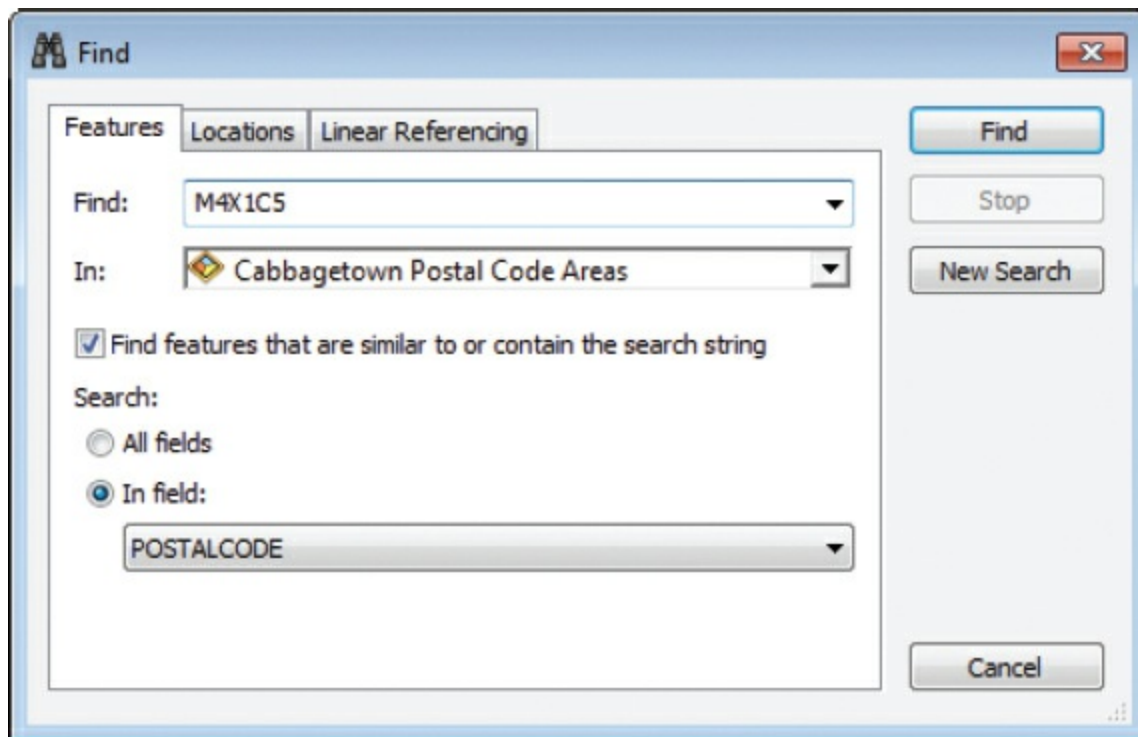 Find
Features Locations Linear Referencing
Find
Find: M4X1C5
Stop
In: Cabbagetown Postal Code Areas
New Search
Find features that are similar to or contain the search string
Search:
All fields
In field:
POSTALCODE
Cancel